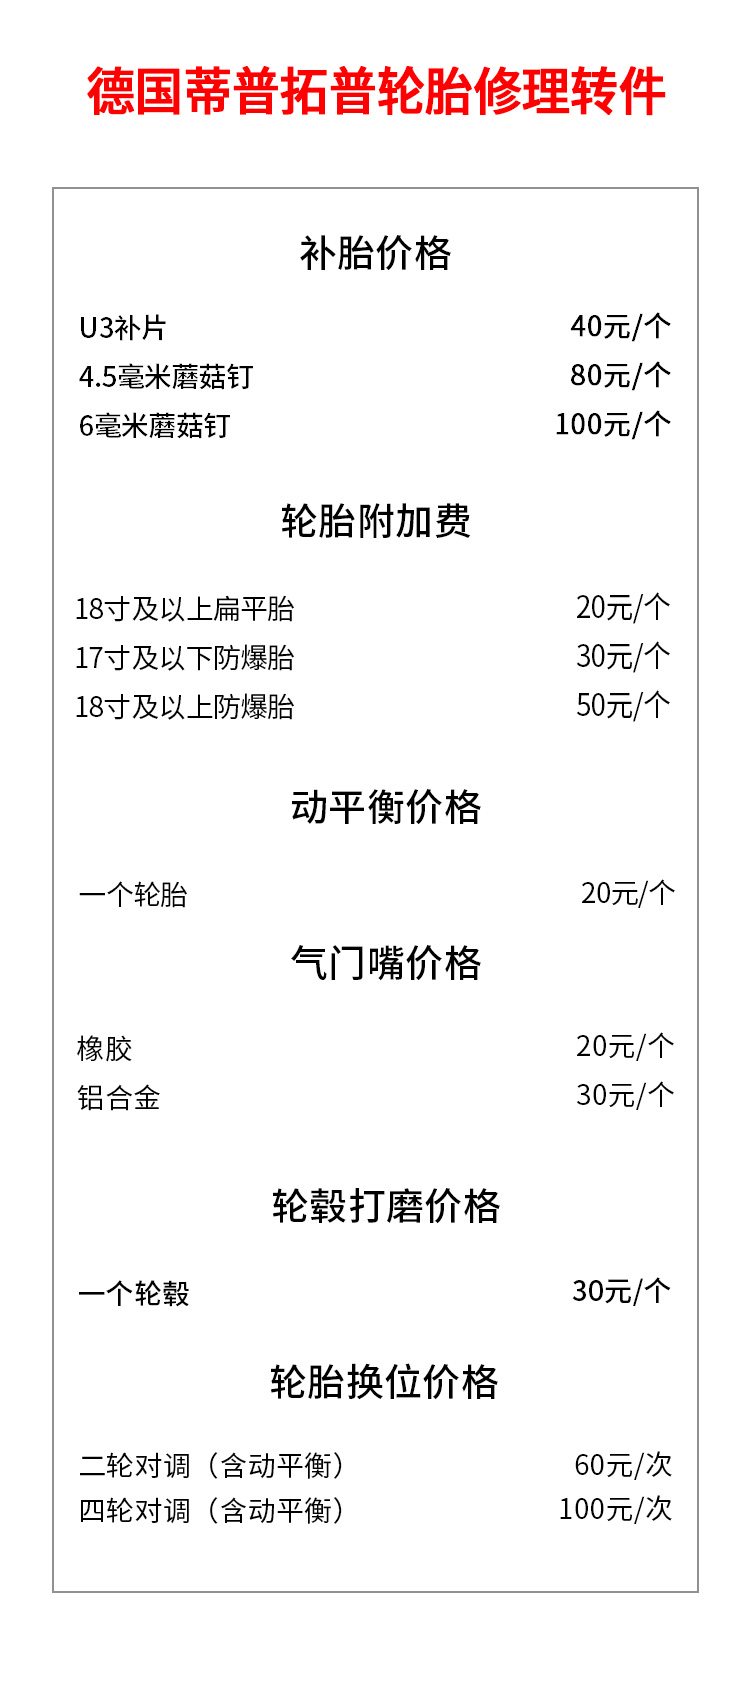 德国蒂普拓普轮胎修理转件
补胎价格
U3补片 40元/个
4.5毫米蘑菇钉 80元/个
6毫米蘑菇钉 100元/个
轮胎附加费
18寸及以上扁平胎 20元/个
17寸及以下防爆胎 30元/个
18寸及以上防爆胎 50元/个
动平衡价格
一个轮胎 20元/个
气门嘴价格
橡胶 20元/个
铝合金 30元/个
轮毂打磨价格
一个轮毂 30元/个
轮胎换位价格
二轮对调（含动平衡） 60元/次
四轮对调（含动平衡） 100元/次